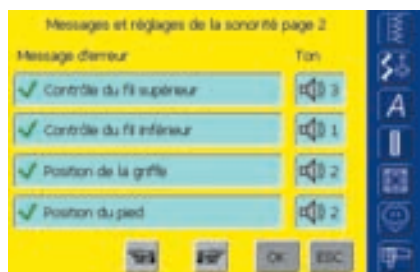 Messages et réglages de la sonorité page 2
Message d'erreur Ton
Contrôle du fil supérieur 3
Contrôle du fil inférieur 1
Position de la griffe 2
Position du pied 2
OK ESC
A